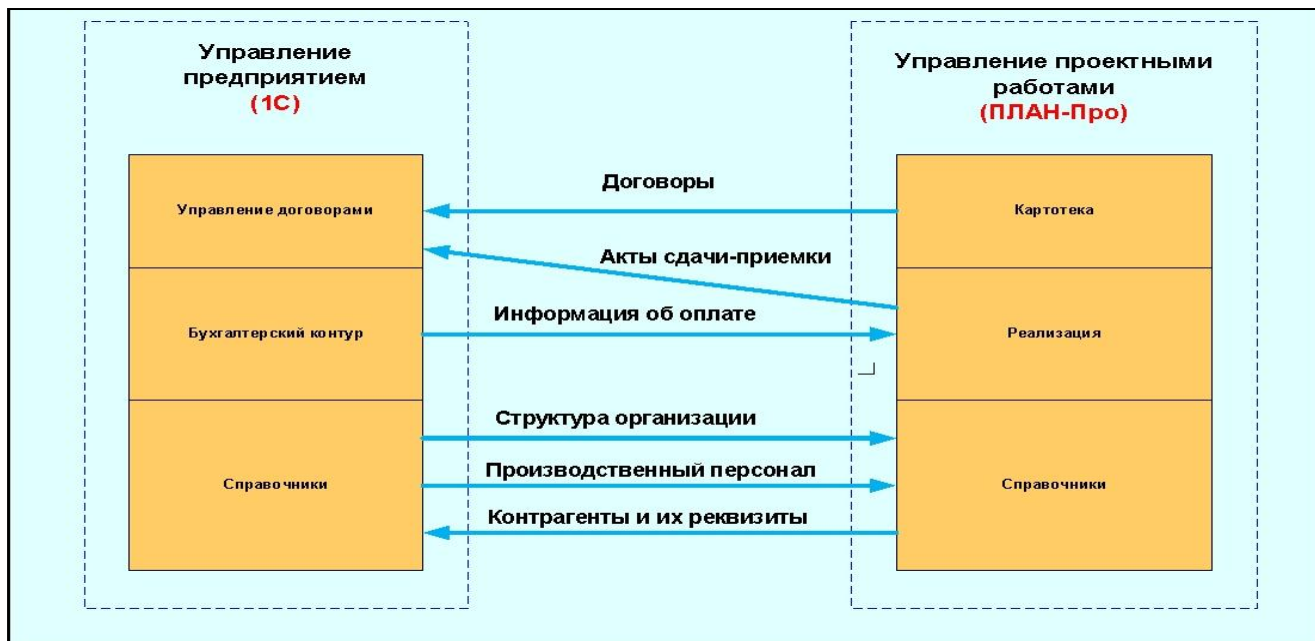 Управление
предприятием
(1С)
Управление проектными
работами
(ПЛАН-Про)
Договоры
Управление договорами
Картотека
Акты сдачи-приемки
Информация об оплате
Бухгалтерский контур
Реализация
Структура организации
Производственный персонал
Справочники
Справочники
Контрагенты и их реквизиты